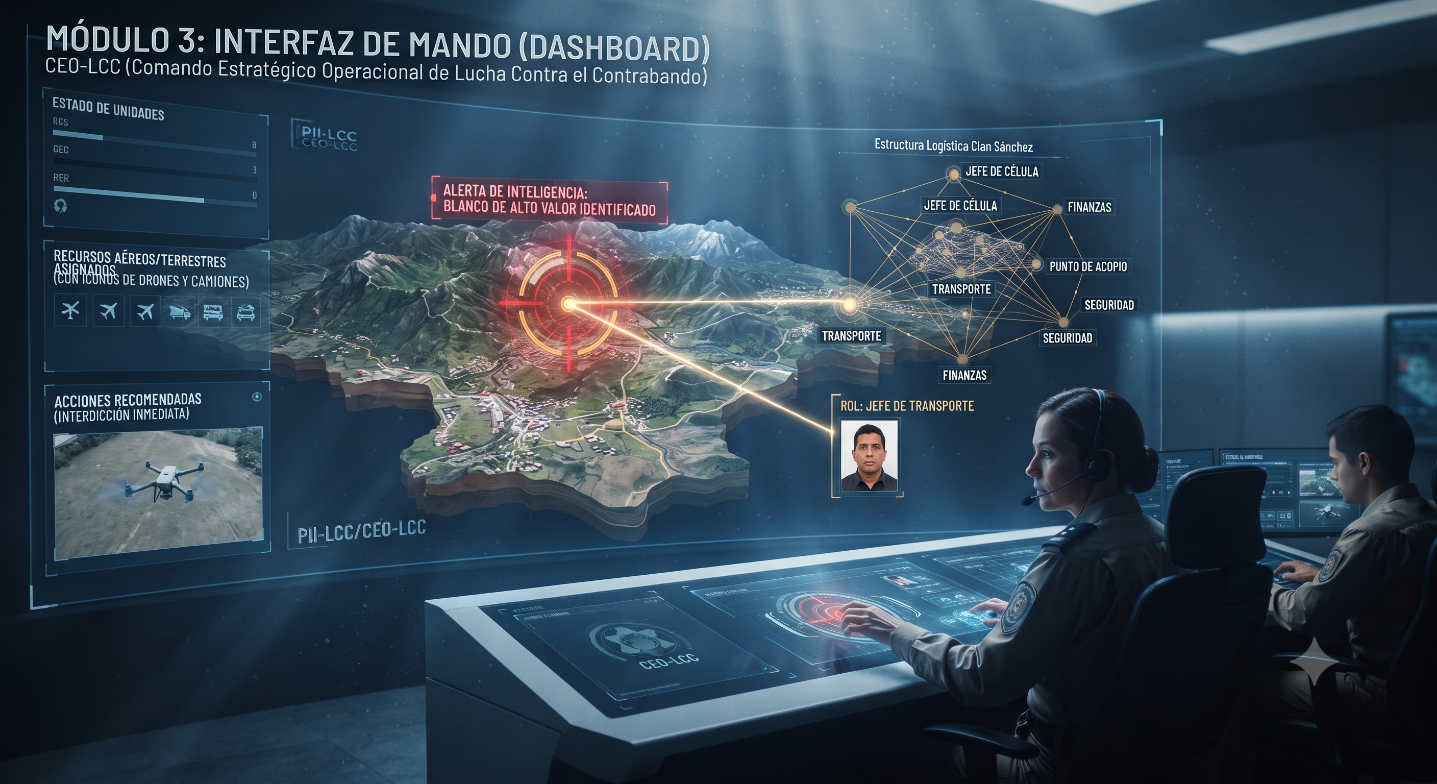 MÓDULO 3: INTERFAZ DE MANDO (DASHBOARD)
CEO-LCC (Comando Estratégico Operacional de Lucha Contra el Contrabando)
ESTADO DE UNIDADES
RGS
8
GEC
3
RER
0
RECURSOS AÉREOS/TERRESTRES
ASIGNADOS
(CON ÍCONOS DE DRONES Y CAMIONES)
ACCIONES RECOMENDADAS
(INTERDICCIÓN INMEDIATA)
PII-LCC
CEO-LCC
ALERTA DE INTELIGENCIA:
BLANCO DE ALTO VALOR IDENTIFICADO
Estructura Logística Clan Sánchez
JEFE DE CÉLULA
JEFE DE CÉLULA
FINANZAS
PUNTO DE ACOPIO
TRANSPORTE
SEGURIDAD
TRANSPORTE
SEGURIDAD
FINANZAS
ROL: JEFE DE TRANSPORTE
PII-LCC/CEO-LCC
CEO-LCC